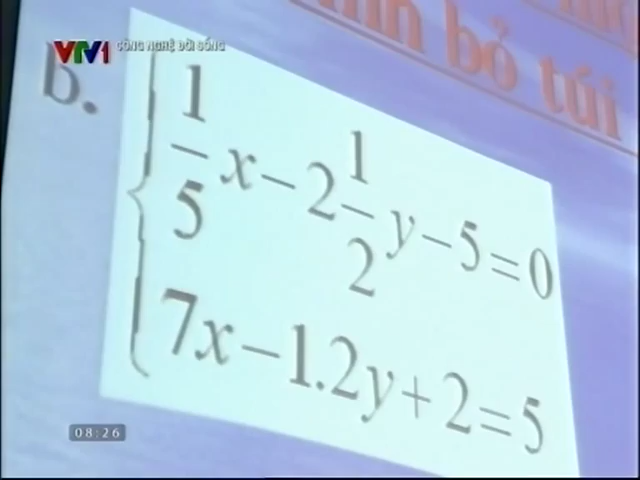 VTV1 CÔNG NGHỆ ĐỜI SỐNG
bỏ túi
b.
1/5 x − 2 1/2 y − 5 = 0
7x − 1.2y + 2 = 5
08:26